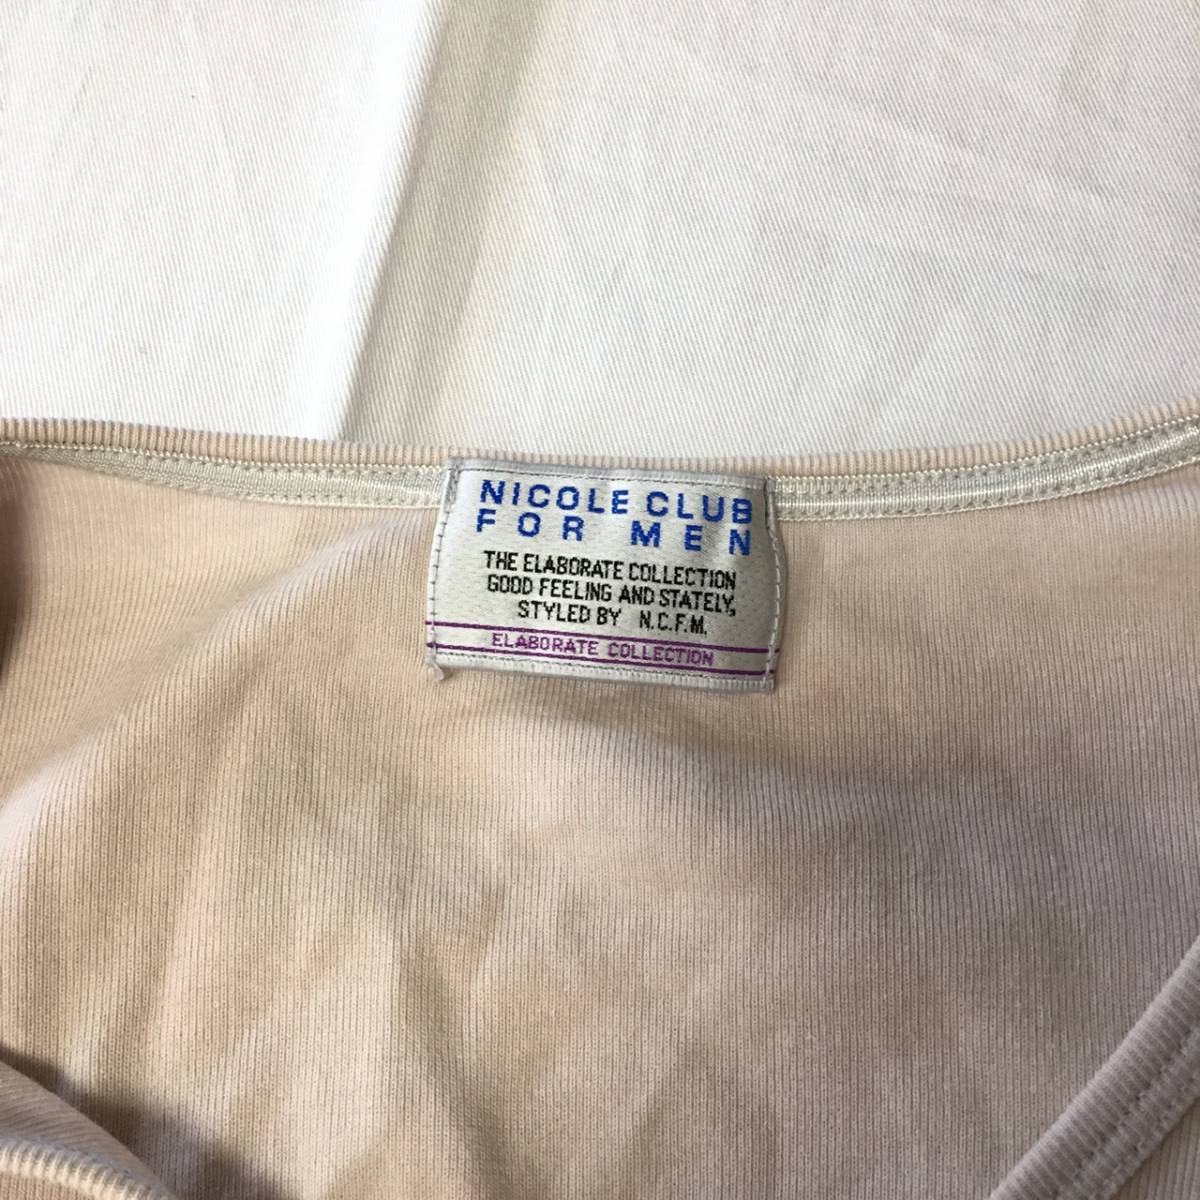 NICOLE CLUB
FOR MEN
THE ELABORATE COLLECTION
GOOD FEELING AND STATELY,
STYLED BY N.C.F.M.
ELABORATE COLLECTION